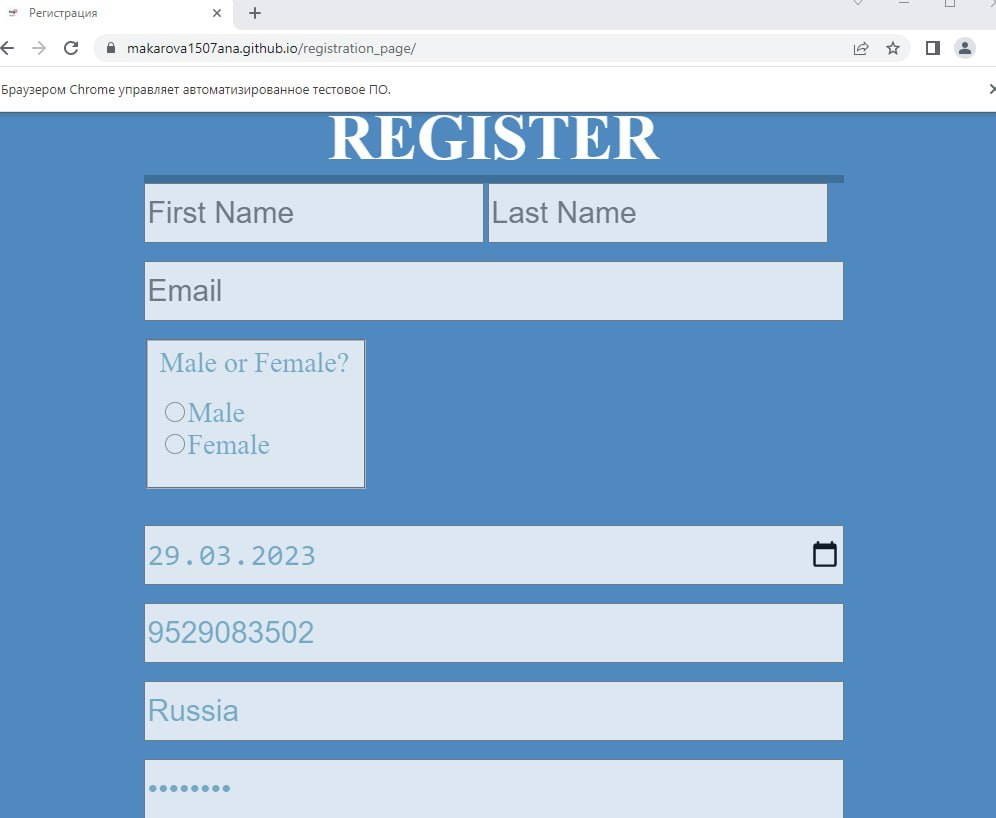 Регистрация
makarova1507ana.github.io/registration_page/
Браузером Chrome управляет автоматизированное тестовое ПО.
REGISTER
First Name Last Name
Email
Male or Female?
Male
Female
29.03.2023
9529083502
Russia
••••••••